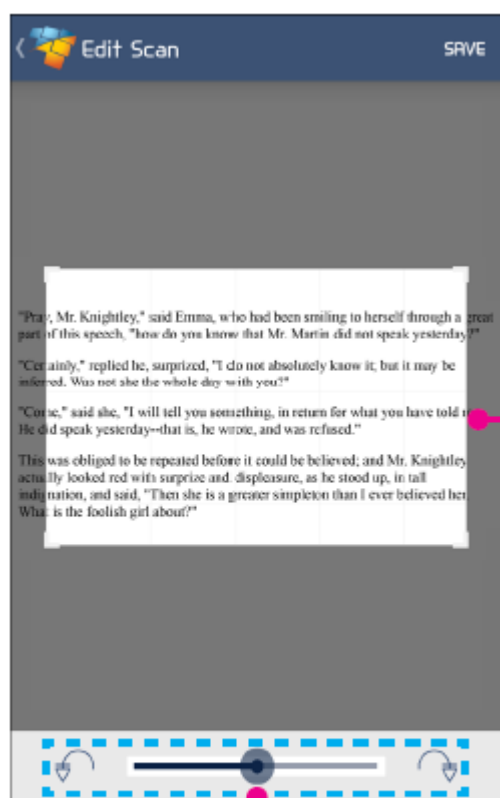 Edit Scan
SAVE
"Pray, Mr. Knightley," said Emma, who had been smiling to herself through a great
part of this speech, "how do you know that Mr. Martin did not speak yesterday?"
"Certainly," replied he, surprized, "I do not absolutely know it; but it may be
inferred. Was not she the whole day with you?"
"Come," said she, "I will tell you something, in return for what you have told
He did speak yesterday--that is, he wrote, and was refused."
This was obliged to be repeated before it could be believed; and Mr. Knightley
actually looked red with surprize and displeasure, as he stood up, in tall
indignation, and said, "Then she is a greater simpleton than I ever believed her.
What is the foolish girl about?"